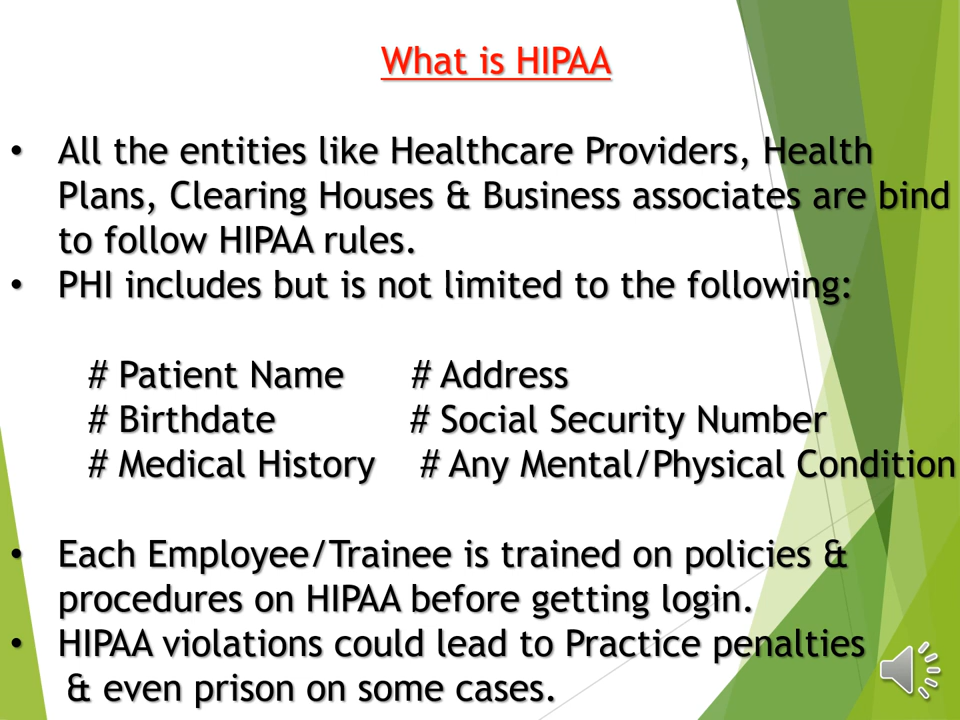 What is HIPAA
• All the entities like Healthcare Providers, Health
Plans, Clearing Houses & Business associates are bind
to follow HIPAA rules.
• PHI includes but is not limited to the following:
# Patient Name # Address
# Birthdate # Social Security Number
# Medical History # Any Mental/Physical Condition
• Each Employee/Trainee is trained on policies &
procedures on HIPAA before getting login.
• HIPAA violations could lead to Practice penalties
& even prison on some cases.